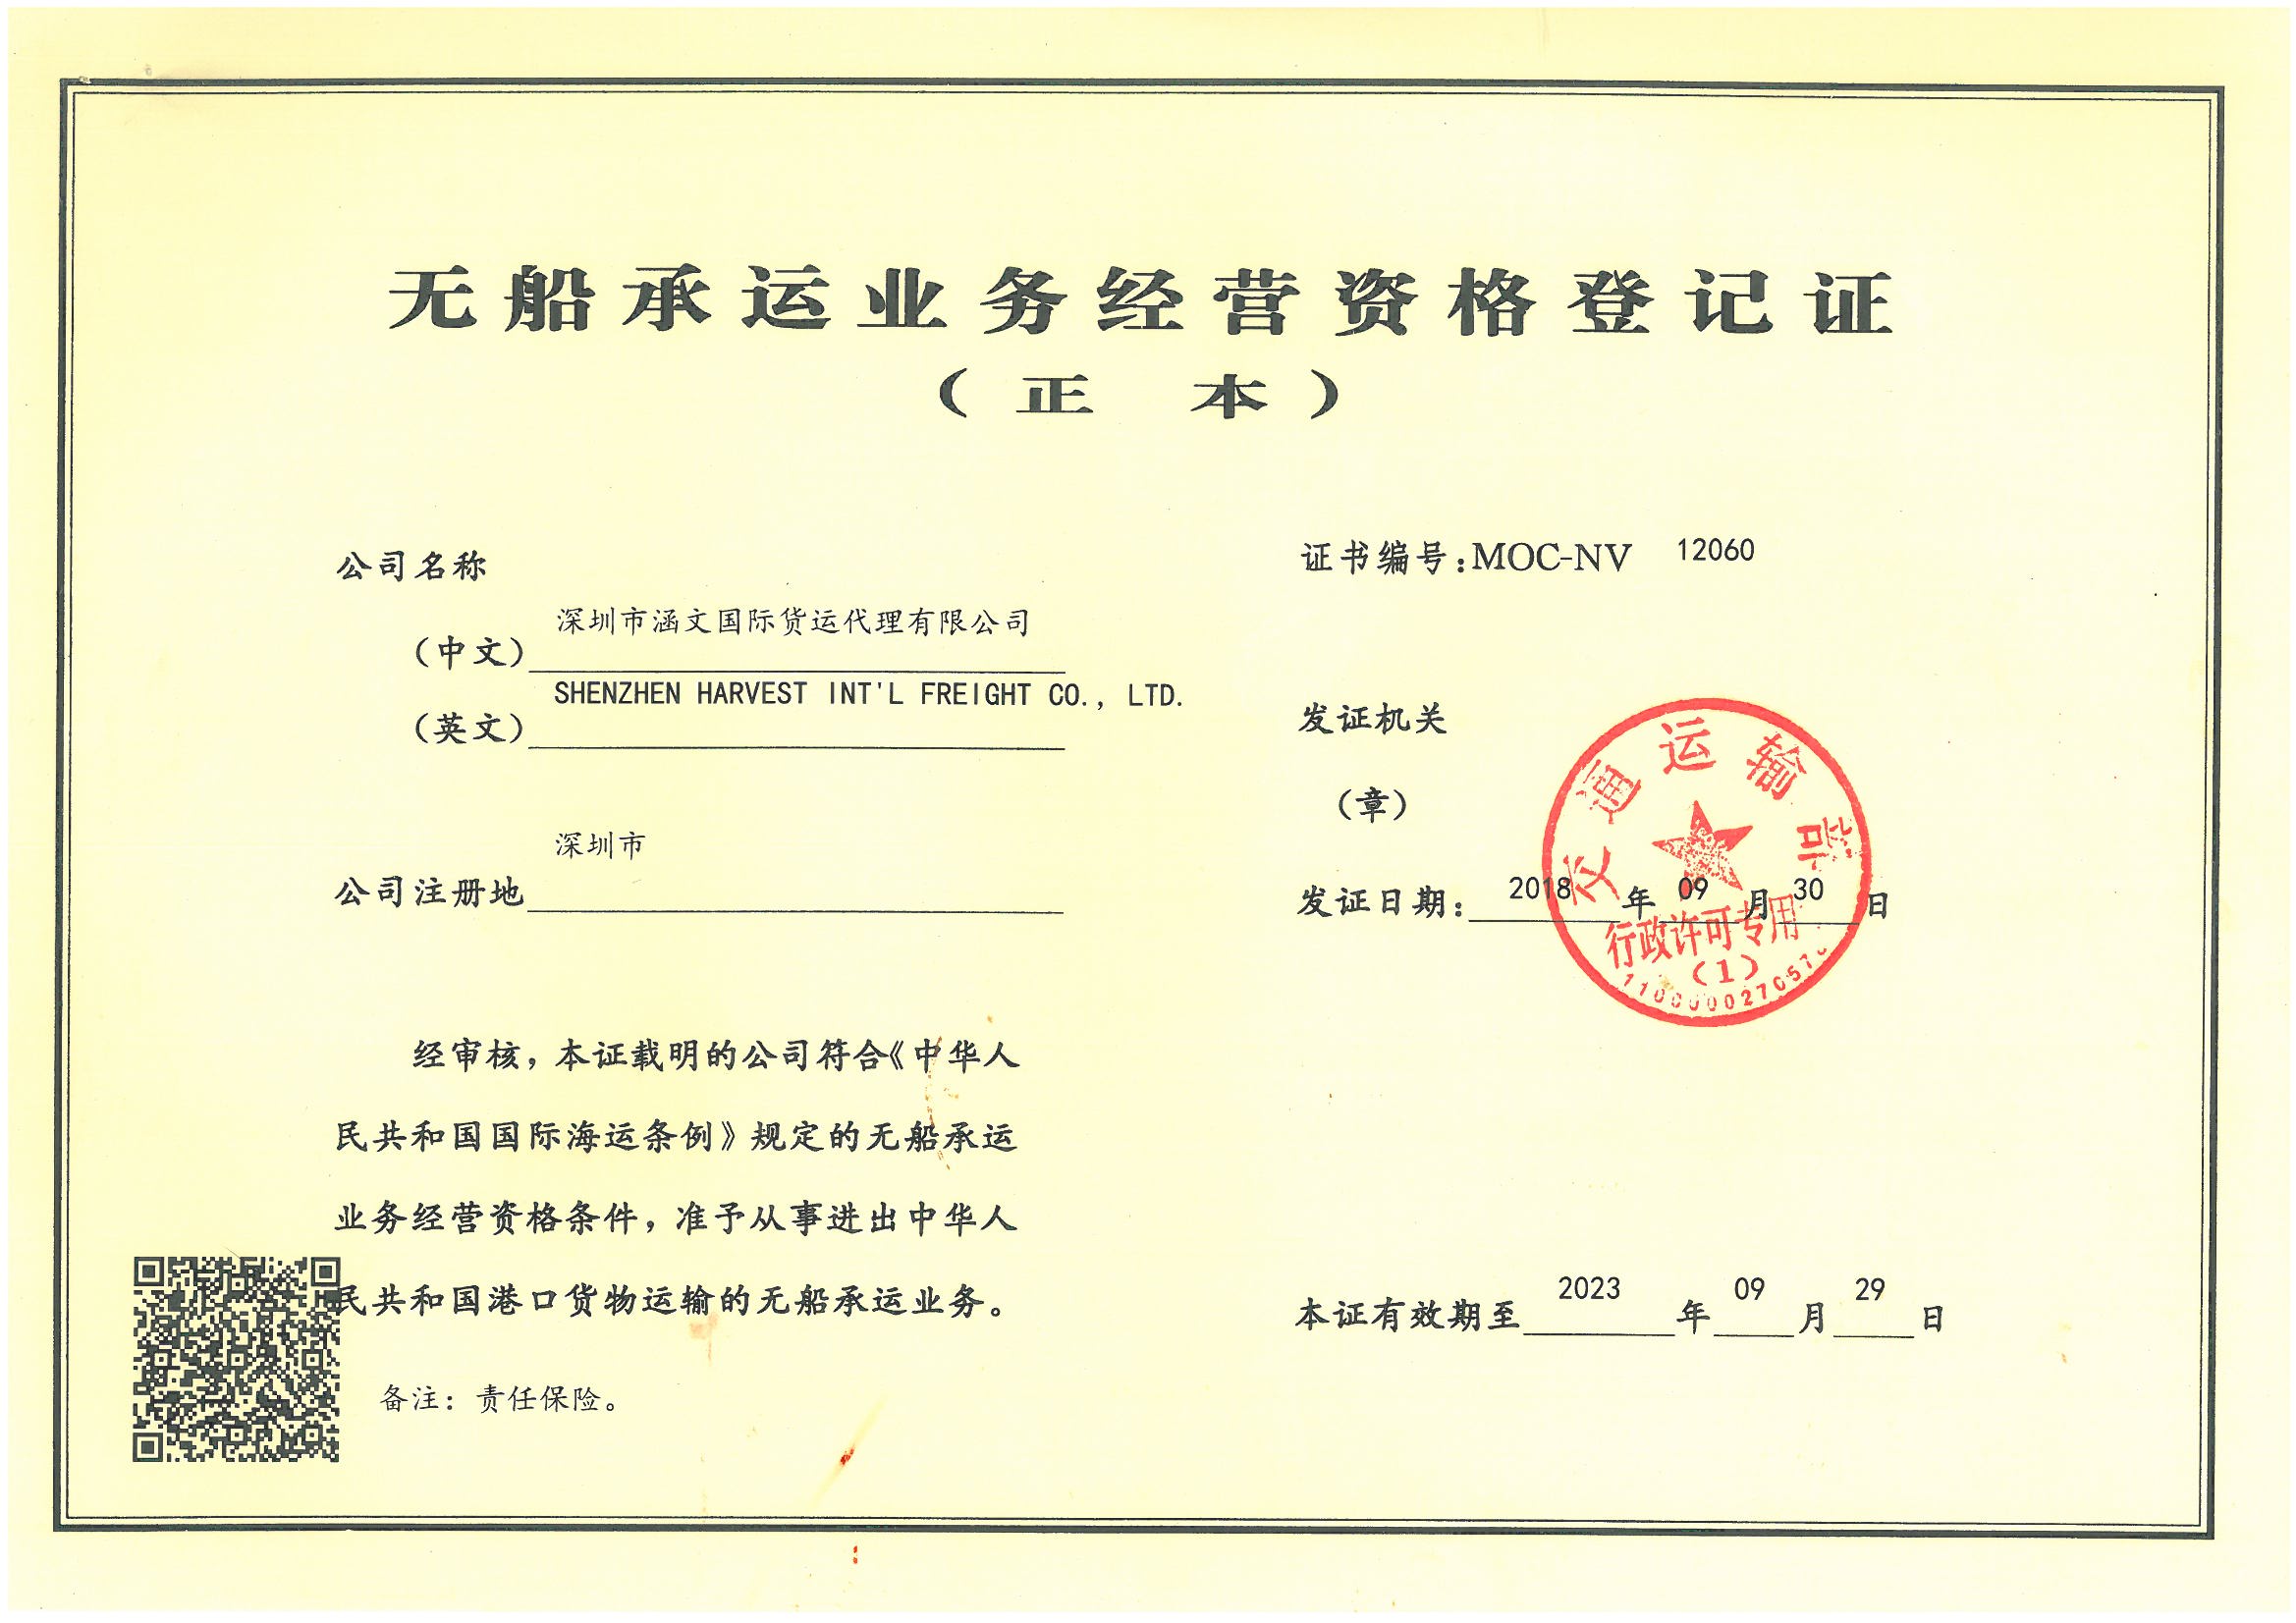 无船承运业务经营资格登记证
（正 本）
公司名称
（中文）深圳市涵文国际货运代理有限公司
（英文）SHENZHEN HARVEST INT'L FREIGHT CO., LTD.
公司注册地 深圳市
经审核，本证载明的公司符合《中华人
民共和国国际海运条例》规定的无船承运
业务经营资格条件，准予从事进出中华人
民共和国港口货物运输的无船承运业务。
备注：责任保险。
证书编号:MOC-NV 12060
发证机关
（章）
发证日期: 2018 年 09 月 30 日
交通运输部
行政许可专用
（1）
本证有效期至 2023 年 09 月 29 日